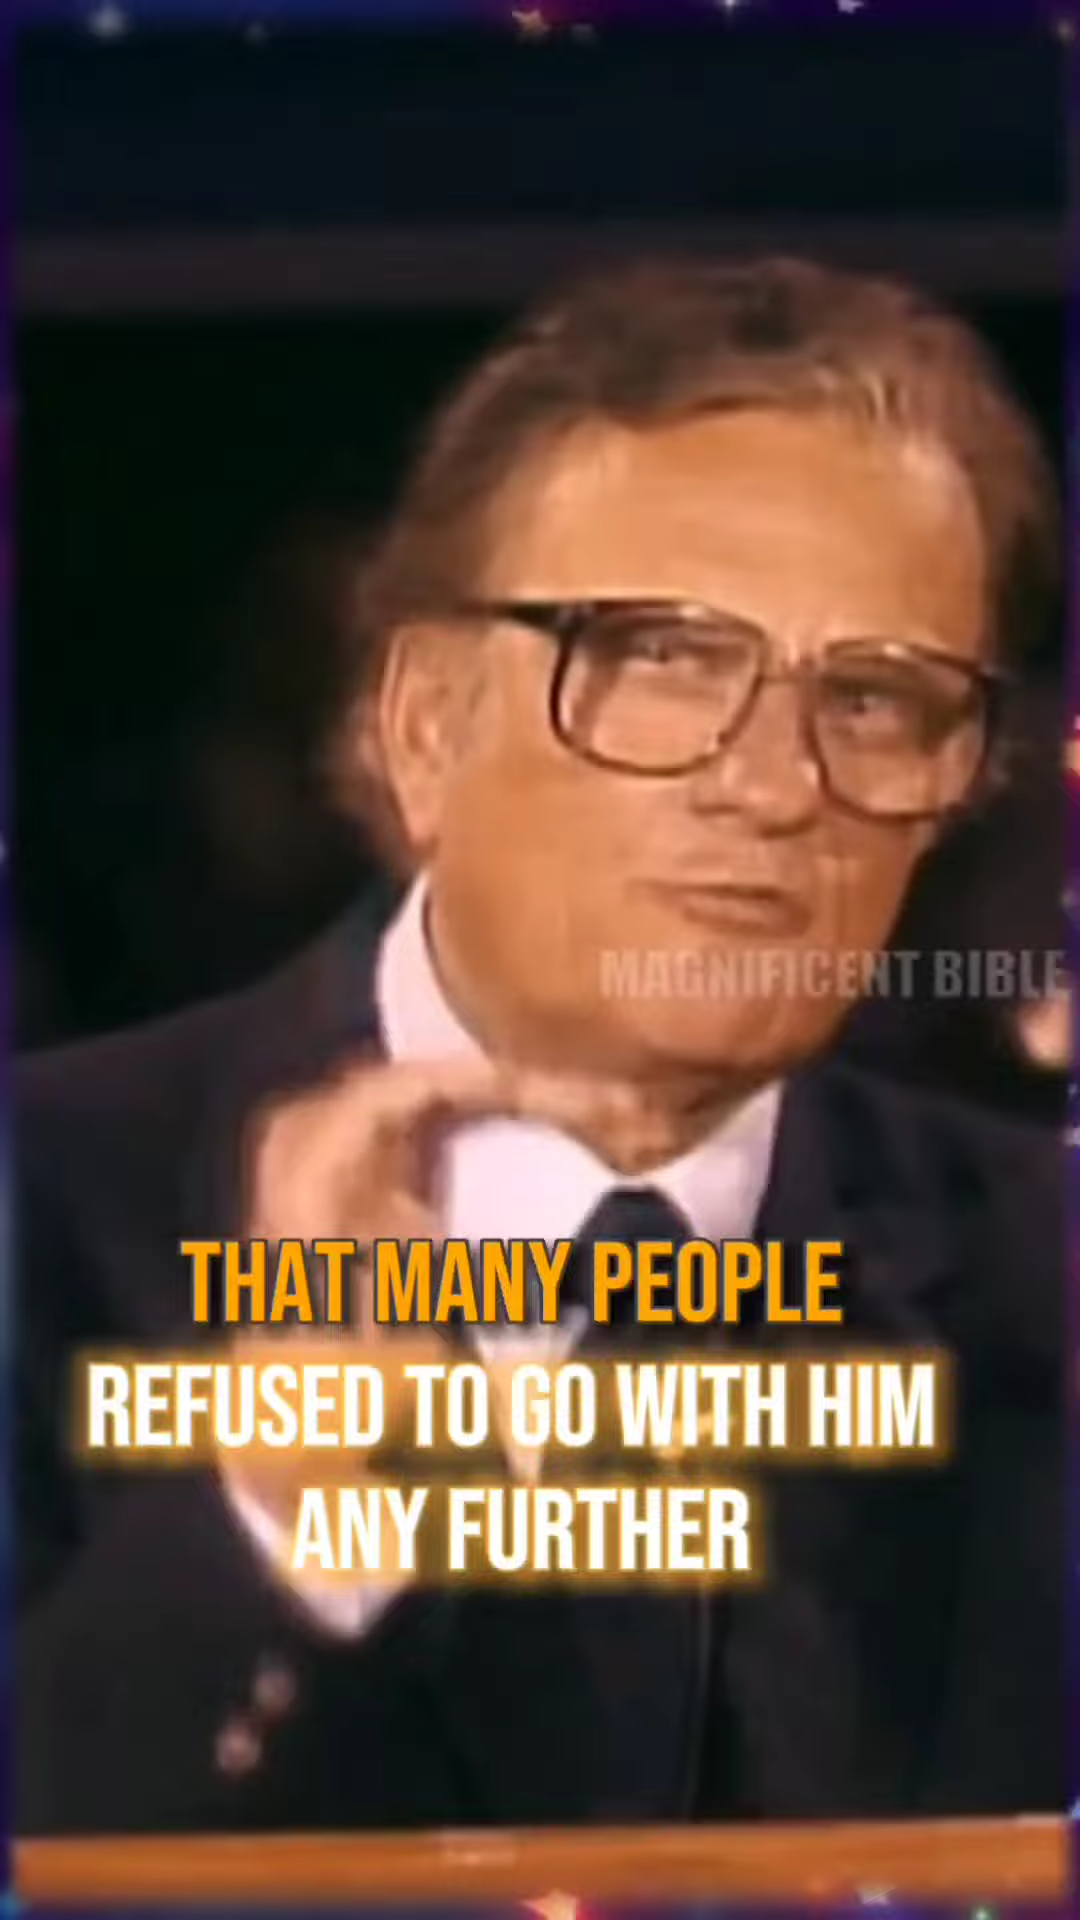 MAGNIFICENT BIBLE
THAT MANY PEOPLE
REFUSED TO GO WITH HIM
ANY FURTHER